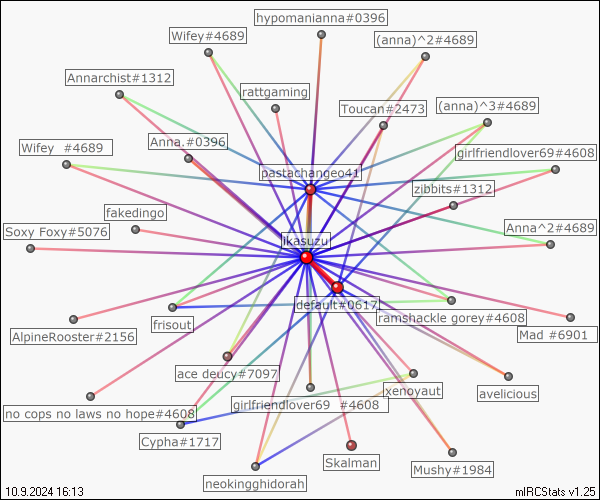 hypomanianna#0396
Wifey#4689
(anna)^2#4689
Annarchist#1312
rattgaming
Toucan#2473
(anna)^3#4689
Wifey  #4689
Anna.#0396
pastachangeo41
girlfriendlover69#4608
zibbits#1312
fakedingo
Soxy Foxy#5076
Anna^2#4689
ikasuzu
default#0617
frisout
ramshackle gorey#4608
AlpineRooster#2156
Mad #6901
ace deucy#7097
xenoyaut
avelicious
no cops no laws no hope#4608
girlfriendlover69  #4608
Cypha#1717
Skalman
Mushy#1984
neokingghidorah
10.9.2024 16:13
mIRCStats v1.25